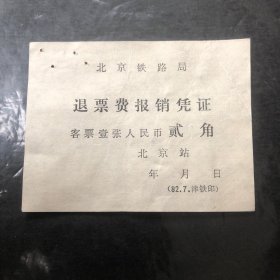 北京铁路局
退票费报销凭证
客票壹张人民币贰角
北京站
年月日
(82.7.津铁印)